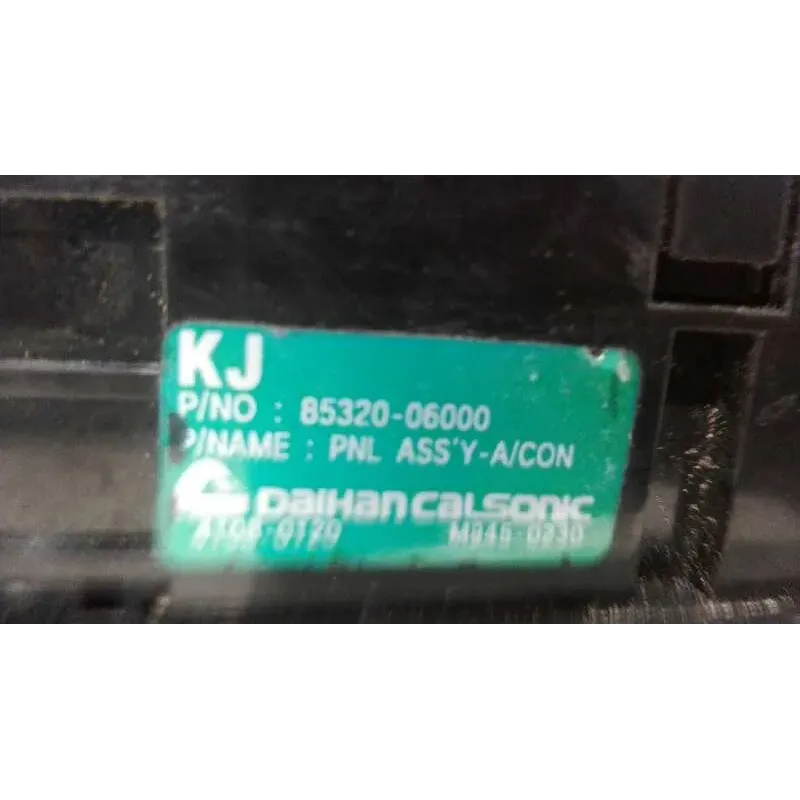 KJ
P/NO : 85320-06000
P/NAME : PNL ASS'Y-A/CON
DAIHAN CALSONIC